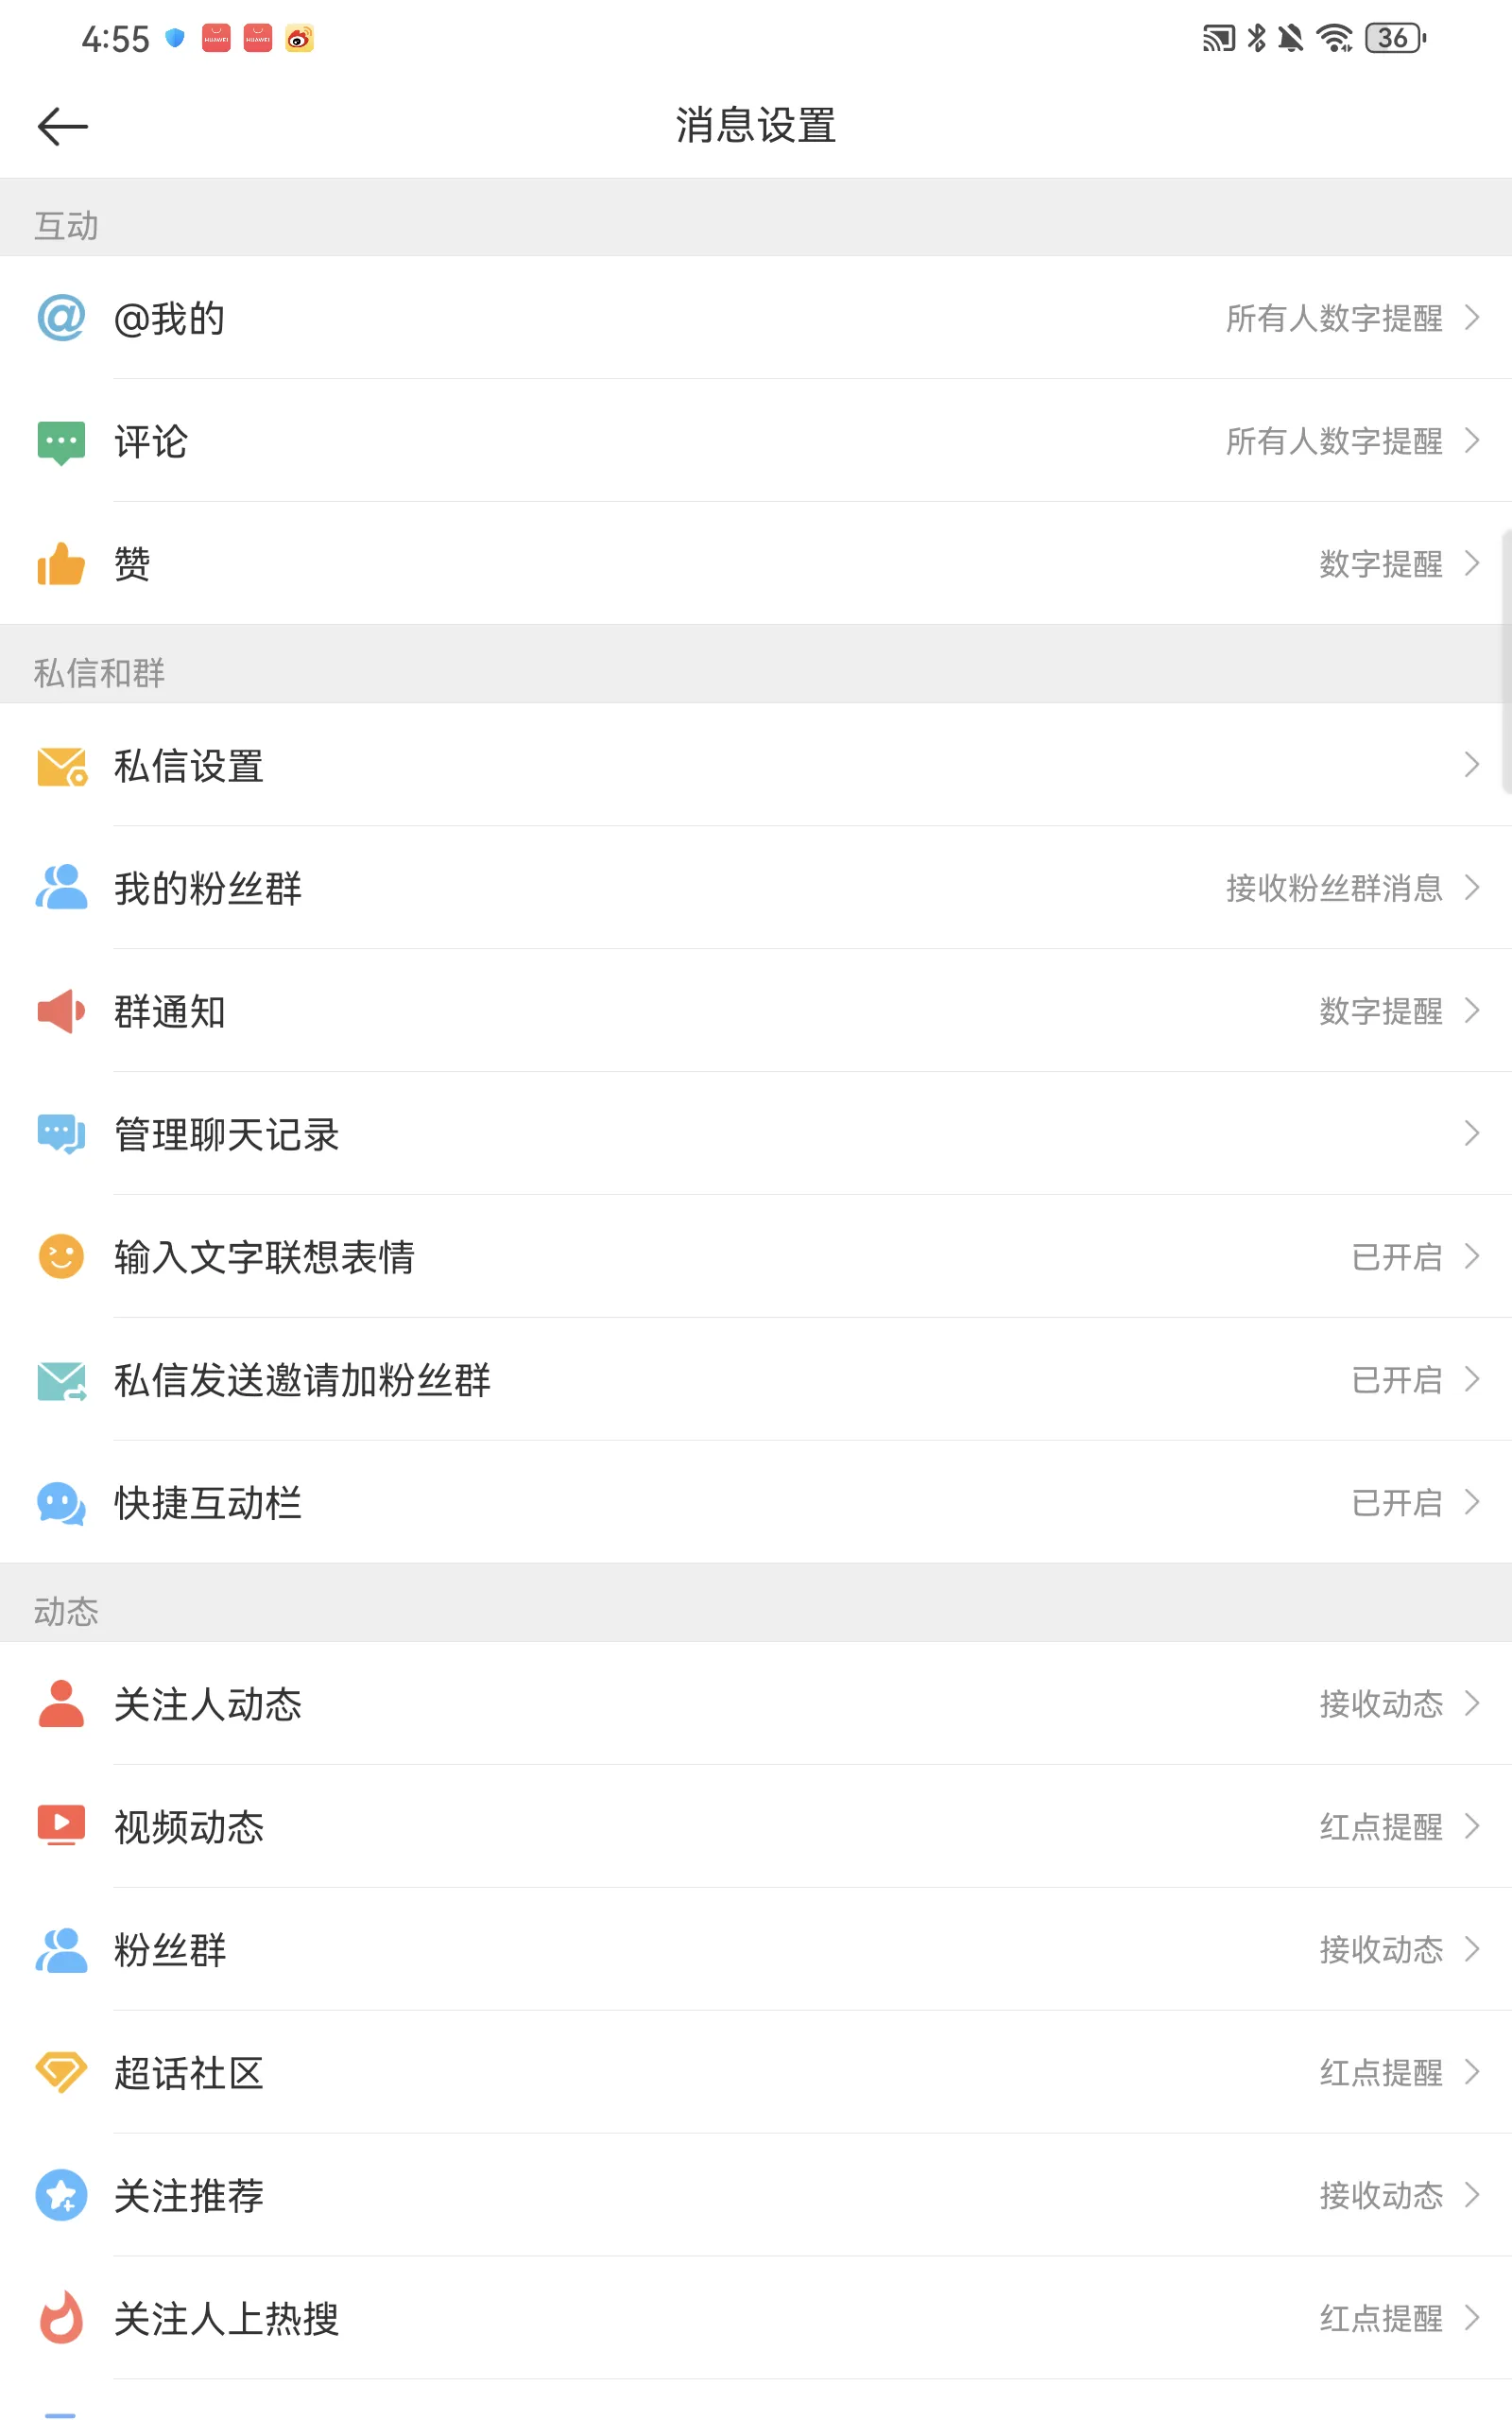 4:55
HUAWEI
HUAWEI
36
消息设置
互动
@我的
所有人数字提醒
评论
所有人数字提醒
赞
数字提醒
私信和群
私信设置
我的粉丝群
接收粉丝群消息
群通知
数字提醒
管理聊天记录
输入文字联想表情
已开启
私信发送邀请加粉丝群
已开启
快捷互动栏
已开启
动态
关注人动态
接收动态
视频动态
红点提醒
粉丝群
接收动态
超话社区
红点提醒
关注推荐
接收动态
关注人上热搜
红点提醒